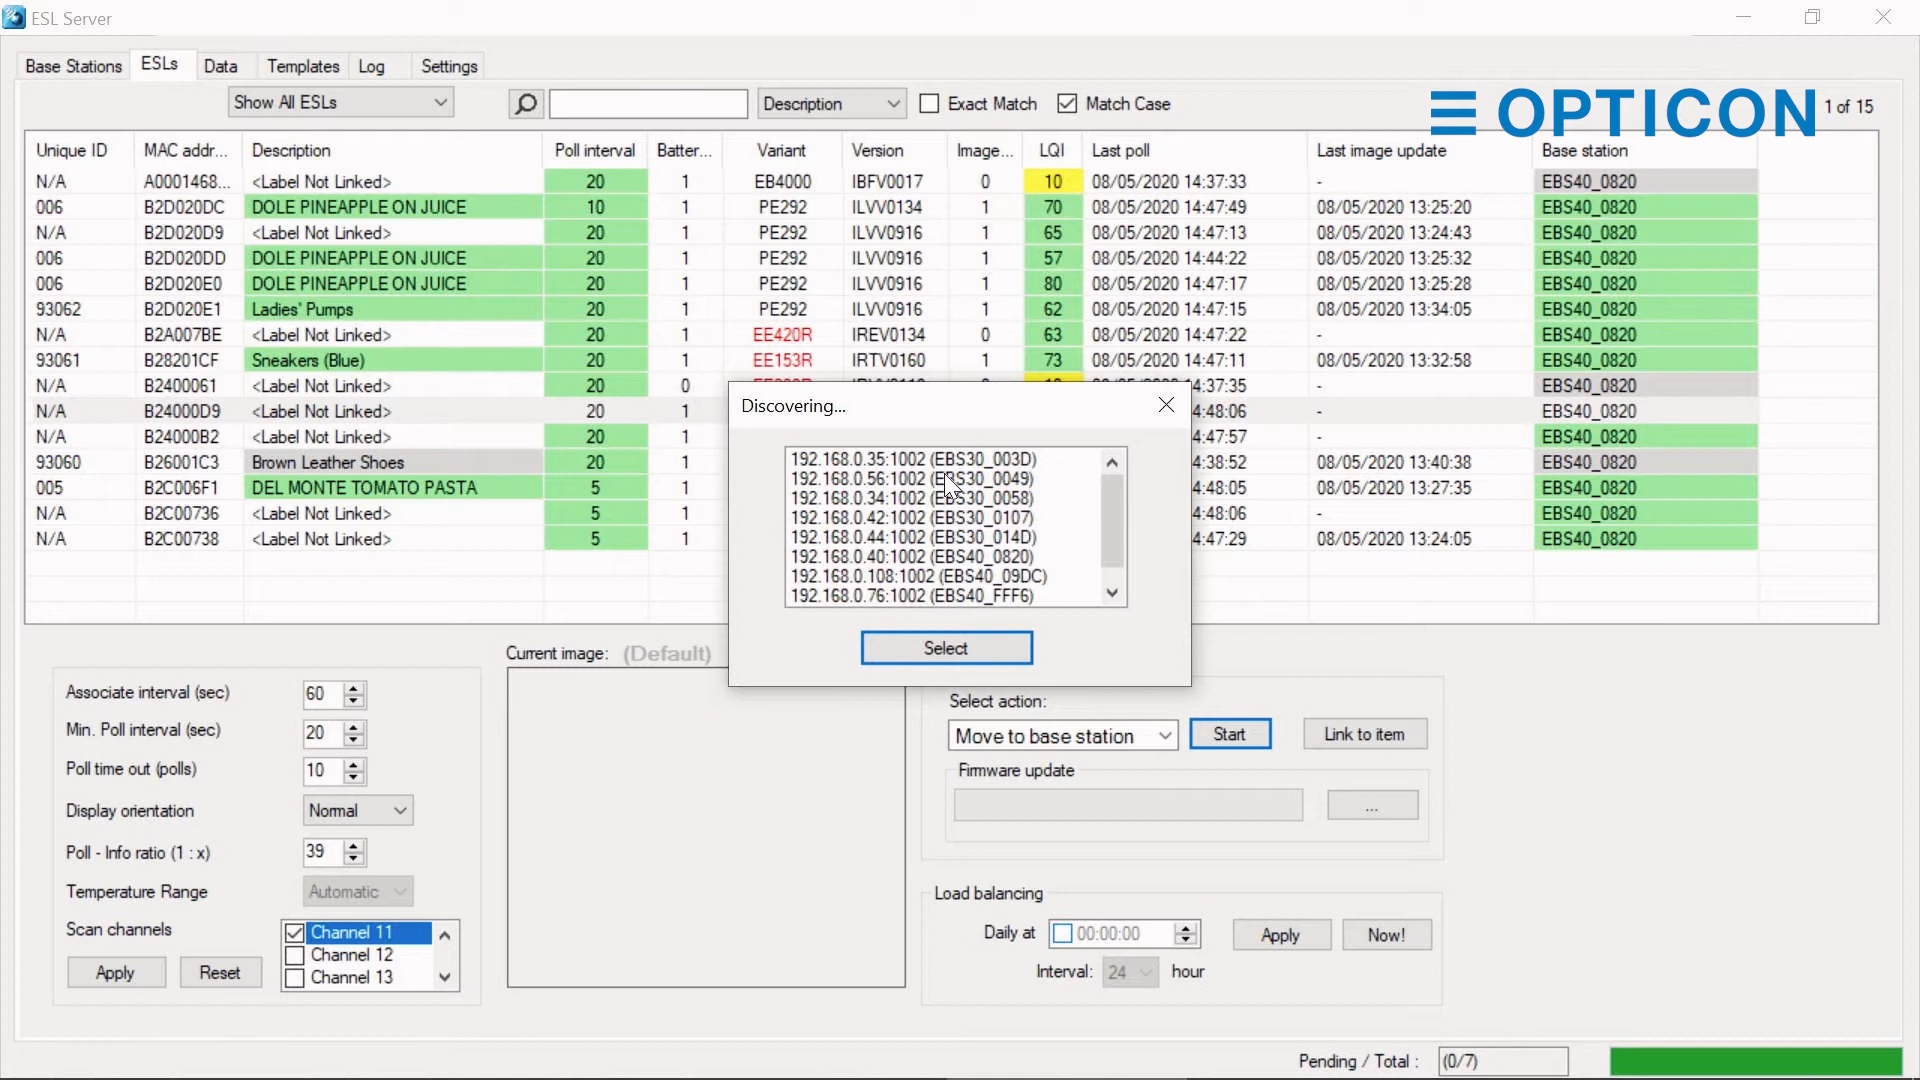 ESL Server
Base Stations ESLs Data Templates Log Settings
Show All ESLs Description Exact Match Match Case OPTICON 1 of 15
Unique ID MAC addr... Description Poll interval Batter... Variant Version Image... LQI Last poll Last image update Base station
N/A A0001468... <Label Not Linked> 20 1 EB4000 IBFV0017 0 10 08/05/2020 14:37:33 - EBS40_0820
006 B2D020DC DOLE PINEAPPLE ON JUICE 10 1 PE292 ILVV0134 1 70 08/05/2020 14:47:49 08/05/2020 13:25:20 EBS40_0820
N/A B2D020D9 <Label Not Linked> 20 1 PE292 ILVV0916 1 65 08/05/2020 14:47:13 08/05/2020 13:24:43 EBS40_0820
006 B2D020DD DOLE PINEAPPLE ON JUICE 20 1 PE292 ILVV0916 1 57 08/05/2020 14:44:22 08/05/2020 13:25:32 EBS40_0820
006 B2D020E0 DOLE PINEAPPLE ON JUICE 20 1 PE292 ILVV0916 1 80 08/05/2020 14:47:17 08/05/2020 13:25:28 EBS40_0820
93062 B2D020E1 Ladies' Pumps 20 1 PE292 ILVV0916 1 62 08/05/2020 14:47:15 08/05/2020 13:34:05 EBS40_0820
N/A B2A007BE <Label Not Linked> 20 1 EE420R IREV0134 0 63 08/05/2020 14:47:22 - EBS40_0820
93061 B28201CF Sneakers (Blue) 20 1 EE153R IRTV0160 1 73 08/05/2020 14:47:11 08/05/2020 13:32:58 EBS40_0820
N/A B2400061 <Label Not Linked> 20 0 4:37:35 - EBS40_0820
N/A B24000D9 <Label Not Linked> 20 1 4:48:06 - EBS40_0820
N/A B24000B2 <Label Not Linked> 20 1 4:47:57 - EBS40_0820
93060 B26001C3 Brown Leather Shoes 20 1 4:38:52 08/05/2020 13:40:38 EBS40_0820
005 B2C006F1 DEL MONTE TOMATO PASTA 5 1 4:48:05 08/05/2020 13:27:35 EBS40_0820
N/A B2C00736 <Label Not Linked> 5 1 4:48:06 - EBS40_0820
N/A B2C00738 <Label Not Linked> 5 1 4:47:29 08/05/2020 13:24:05 EBS40_0820
Discovering...
192.168.0.35:1002 (EBS30_003D)
192.168.0.56:1002 (EBS30_0049)
192.168.0.34:1002 (EBS30_0058)
192.168.0.42:1002 (EBS30_0107)
192.168.0.44:1002 (EBS30_014D)
192.168.0.40:1002 (EBS40_0820)
192.168.0.108:1002 (EBS40_09DC)
192.168.0.76:1002 (EBS40_FFF6)
Select
Associate interval (sec) 60
Min. Poll interval (sec) 20
Poll time out (polls) 10
Display orientation Normal
Poll - Info ratio (1 : x) 39
Temperature Range Automatic
Scan channels Channel 11
Channel 12
Channel 13
Apply Reset
Current image: (Default)
Select action:
Move to base station Start Link to item
Firmware update
...
Load balancing
Daily at 00:00:00 Apply Now!
Interval: 24 hour
Pending / Total : (0/7)